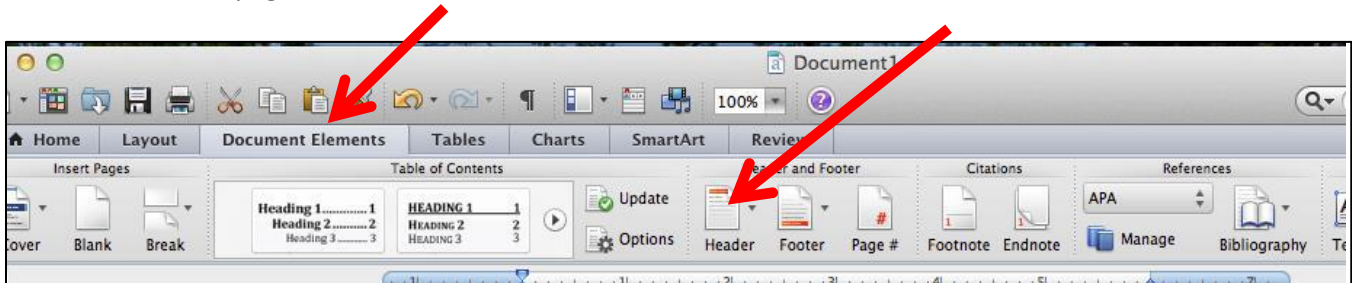 Document1
100%
Home Layout Document Elements Tables Charts SmartArt Review
Insert Pages Table of Contents Header and Footer Citations References
Heading 1 1 HEADING 1 1 Update APA
Heading 2 2 HEADING 2 2
Heading 3 3 HEADING 3 3 Options Manage
Cover Blank Break Header Footer Page # Footnote Endnote Bibliography